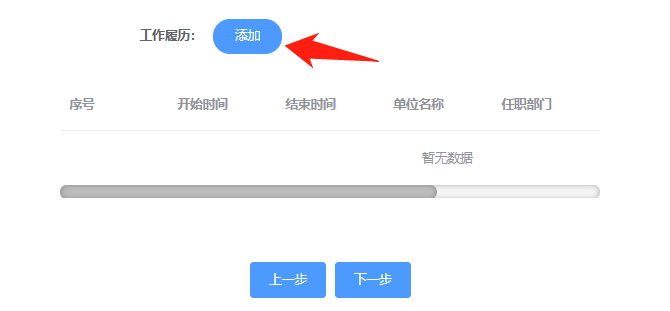 工作履历： 添加
序号 开始时间 结束时间 单位名称 任职部门
暂无数据
上一步 下一步